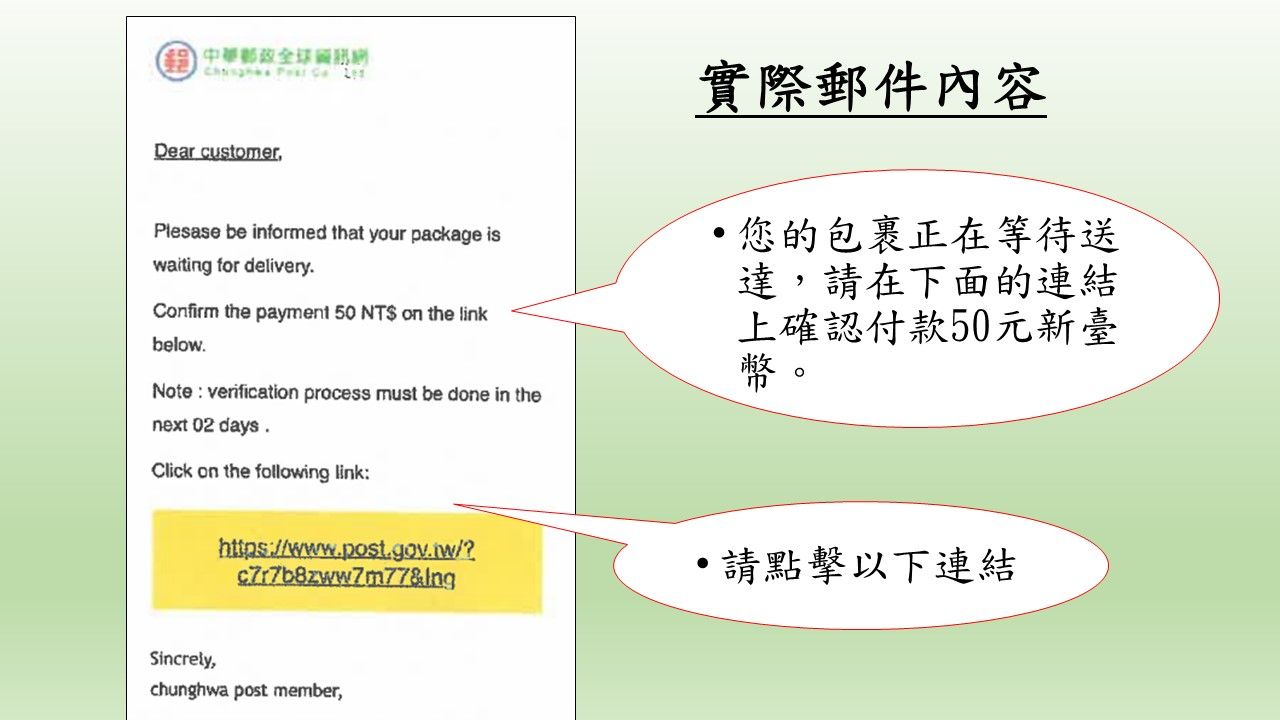 中華郵政全球資訊網
Chunghwa Post Co., Ltd
Dear customer,
Plesase be informed that your package is
waiting for delivery.
Confirm the payment 50 NT$ on the link
below.
Note : verification process must be done in the
next 02 days .
Click on the following link:
https://www.post.gov.tw/?
c7r7b8zww7m77&lng
Sincrely,
chunghwa post member,
實際郵件內容
• 您的包裹正在等待送
達，請在下面的連結
上確認付款50元新臺
幣。
• 請點擊以下連結